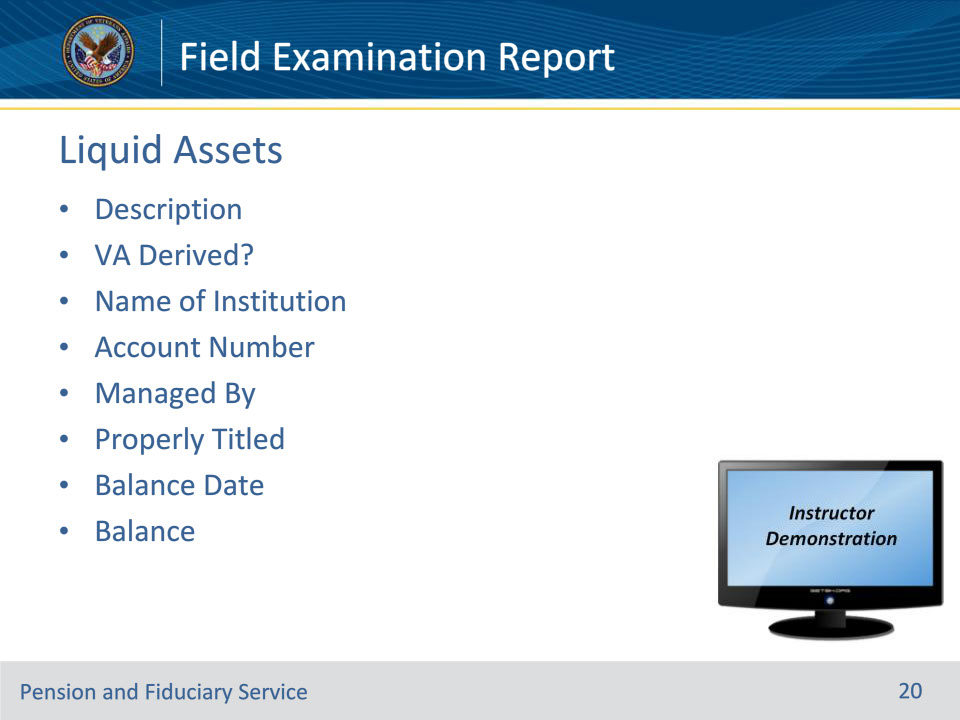 Field Examination Report
Liquid Assets
• Description
• VA Derived?
• Name of Institution
• Account Number
• Managed By
• Properly Titled
• Balance Date
• Balance
Instructor
Demonstration
Pension and Fiduciary Service
20